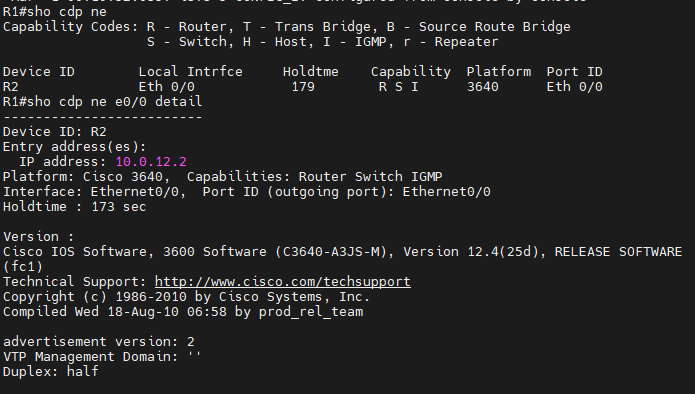 R1#sho cdp ne
Capability Codes: R - Router, T - Trans Bridge, B - Source Route Bridge
                  S - Switch, H - Host, I - IGMP, r - Repeater

Device ID        Local Intrfce     Holdtme    Capability  Platform  Port ID
R2               Eth 0/0            179         R S I     3640      Eth 0/0
R1#sho cdp ne e0/0 detail
-------------------------
Device ID: R2
Entry address(es):
  IP address: 10.0.12.2
Platform: Cisco 3640,  Capabilities: Router Switch IGMP
Interface: Ethernet0/0,  Port ID (outgoing port): Ethernet0/0
Holdtime : 173 sec

Version :
Cisco IOS Software, 3600 Software (C3640-A3JS-M), Version 12.4(25d), RELEASE SOFTWARE
(fc1)
Technical Support: http://www.cisco.com/techsupport
Copyright (c) 1986-2010 by Cisco Systems, Inc.
Compiled Wed 18-Aug-10 06:58 by prod_rel_team

advertisement version: 2
VTP Management Domain: ''
Duplex: half